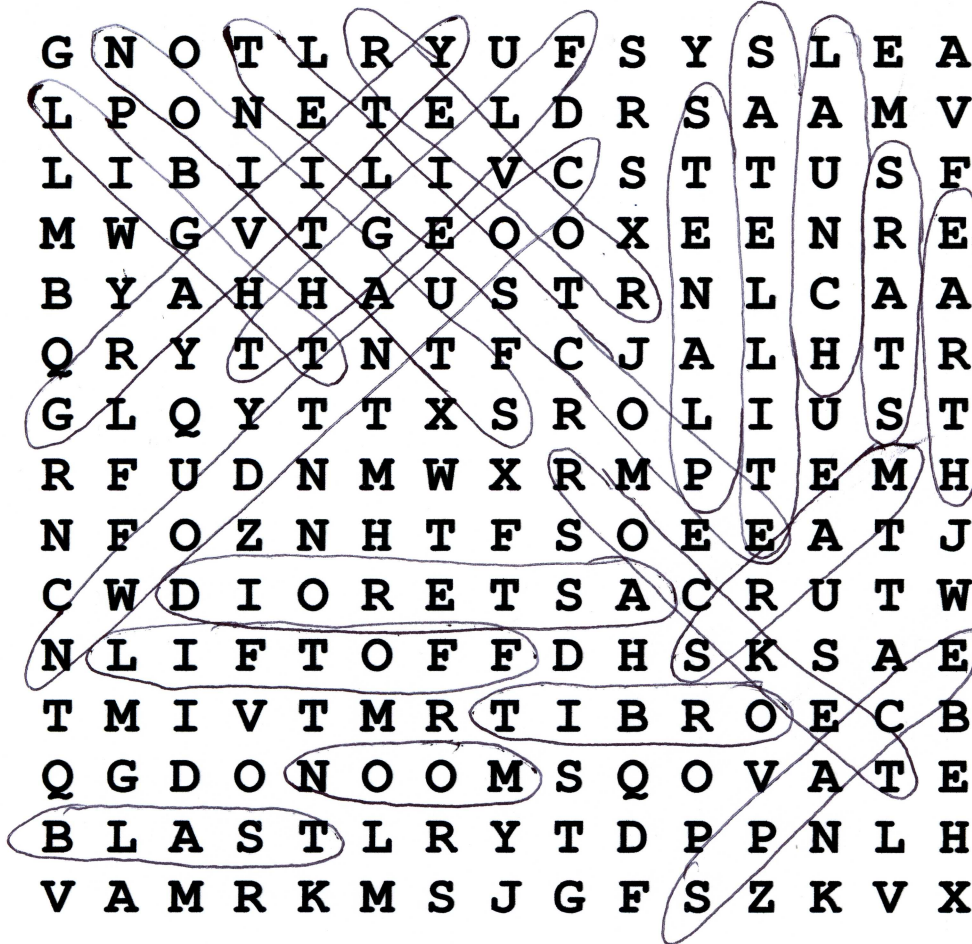 G N O T L R Y U F S Y S L E A
L P O N E T E L D R S A A M V
L I B I I L I V C S T T U S F
M W G V T G E O O X E E N R E
B Y A H H A U S T R N L C A A
Q R Y T T N T F C J A L H T R
G L Q Y T T X S R O L I U S T
R F U D N M W X R M P T E M H
N F O Z N H T F S O E E A T J
C W D I O R E T S A C R U T W
N L I F T O F F D H S K S A E
T M I V T M R T I B R O E C B
Q G D O N O O M S Q O V A T E
B L A S T L R Y T D P P N L H
V A M R K M S J G F S Z K V X